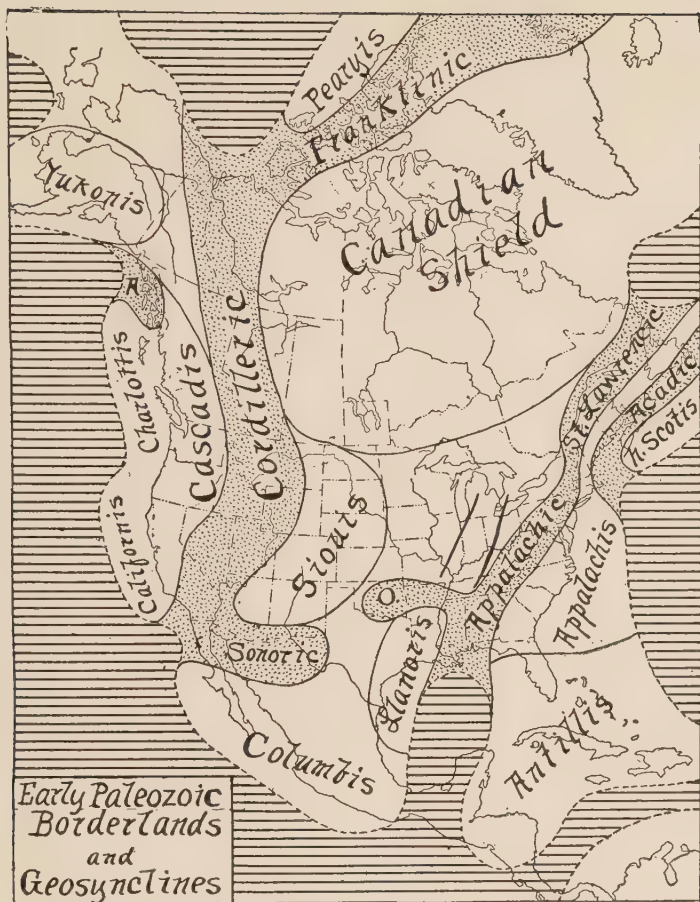 Pearyis
Franklinic
Yukonis
Canadian
Shield
A
Charlottis
Cascadis
Cordilleric
St. Lawrencic
Acadic
n. Scotis
Californis
Siouis
O
Appalachic
Appalachis
Sonoric
Llanoris
Columbis
Antillis
Early Paleozoic
Borderlands
and
Geosynclines